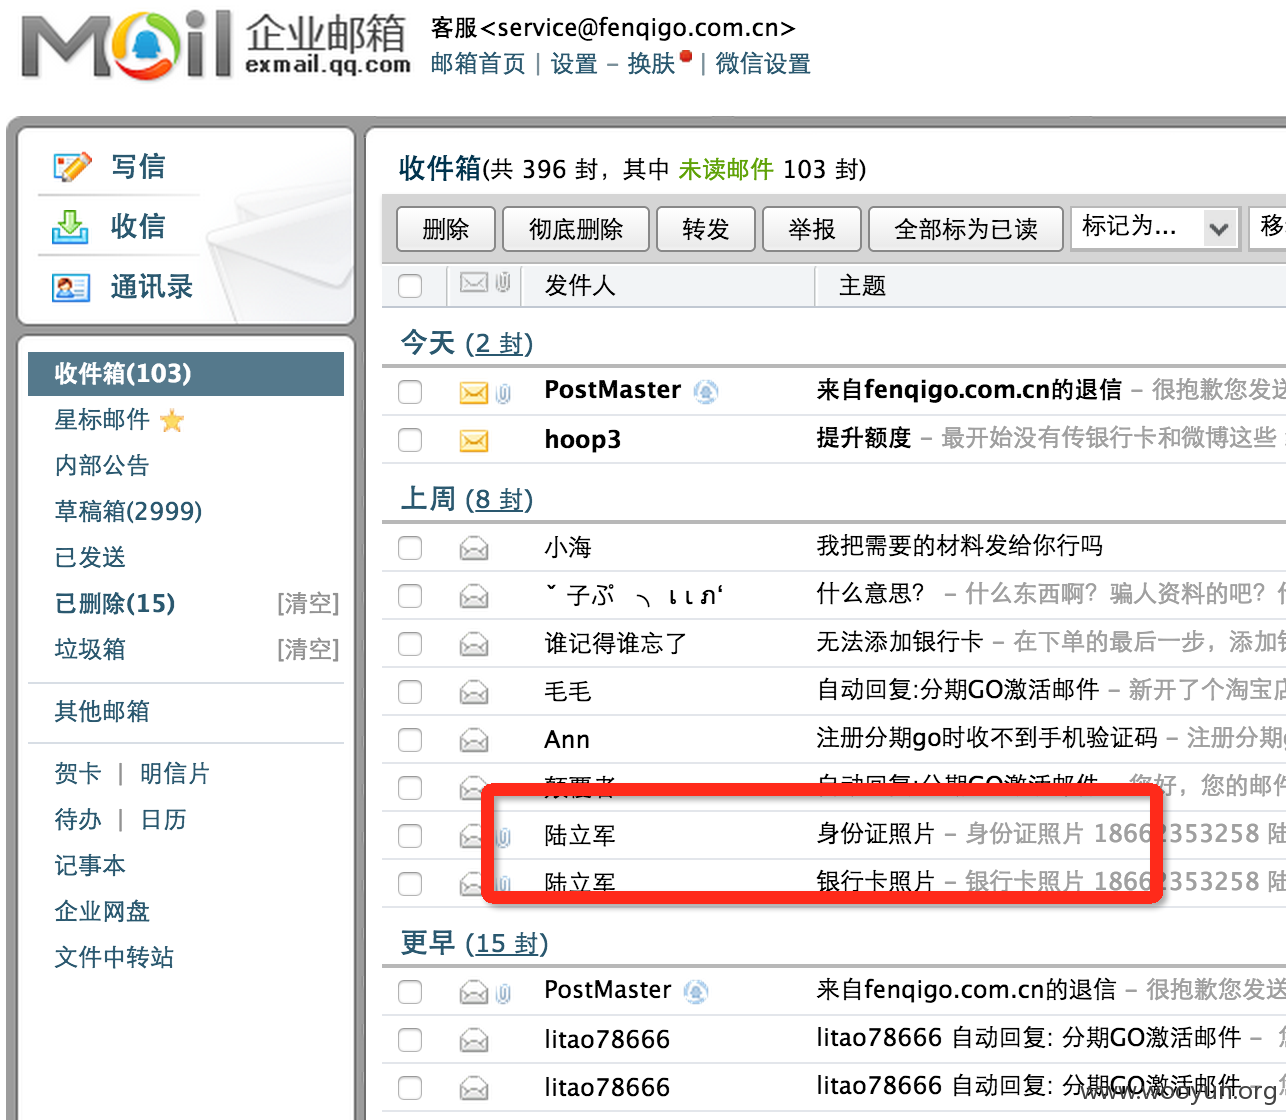 Moil 企业邮箱 exmail.qq.com
客服<service@fenqigo.com.cn>
邮箱首页 | 设置 - 换肤 | 微信设置
写信
收信
通讯录
收件箱(103)
星标邮件
内部公告
草稿箱(2999)
已发送
已删除(15) [清空]
垃圾箱 [清空]
其他邮箱
贺卡 | 明信片
待办 | 日历
记事本
企业网盘
文件中转站
收件箱(共 396 封，其中 未读邮件 103 封)
删除 彻底删除 转发 举报 全部标为已读 标记为... 移
发件人 主题
今天 (2 封)
PostMaster 来自fenqigo.com.cn的退信 - 很抱歉您发送
hoop3 提升额度 - 最开始没有传银行卡和微博这些
上周 (8 封)
小海 我把需要的材料发给你行吗
什么意思？ - 什么东西啊？骗人资料的吧？
谁记得谁忘了 无法添加银行卡 - 在下单的最后一步，添加银
毛毛 自动回复:分期GO激活邮件 - 新开了个淘宝店
Ann 注册分期go时收不到手机验证码 - 注册分期
颠覆者 自动回复:分期GO激活邮件 - 您好，您的邮件
陆立军 身份证照片 - 身份证照片 18662353258 陆
陆立军 银行卡照片 - 银行卡照片 18662353258 陆
更早 (15 封)
PostMaster 来自fenqigo.com.cn的退信 - 很抱歉您发送
litao78666 litao78666 自动回复: 分期GO激活邮件 -
litao78666 litao78666 自动回复: 分期GO激活邮件 -
www.wooyun.org